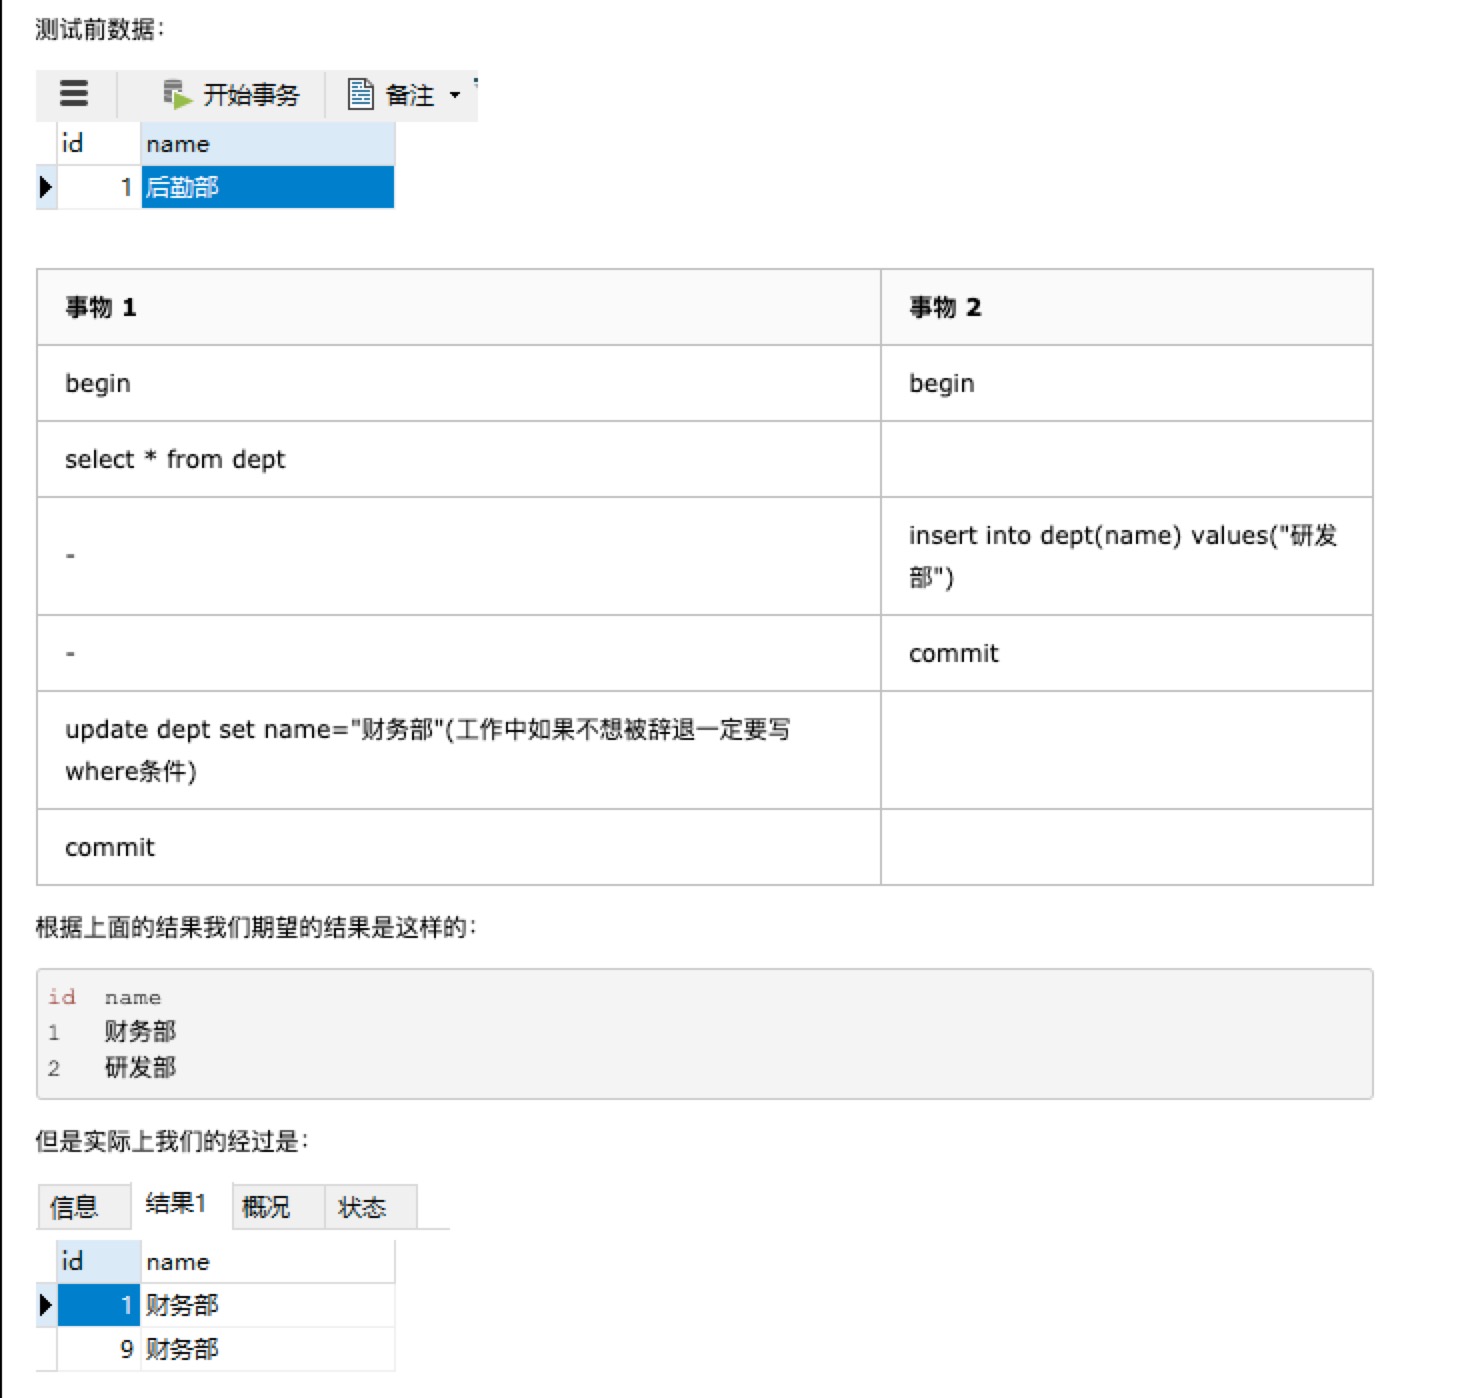 测试前数据：
开始事务 备注
id name
1 后勤部
事物 1 事物 2
begin begin
select * from dept
- insert into dept(name) values("研发
部")
- commit
update dept set name="财务部"(工作中如果不想被辞退一定要写
where条件)
commit
根据上面的结果我们期望的结果是这样的：
id name
1 财务部
2 研发部
但是实际上我们的经过是：
信息 结果1 概况 状态
id name
1 财务部
9 财务部